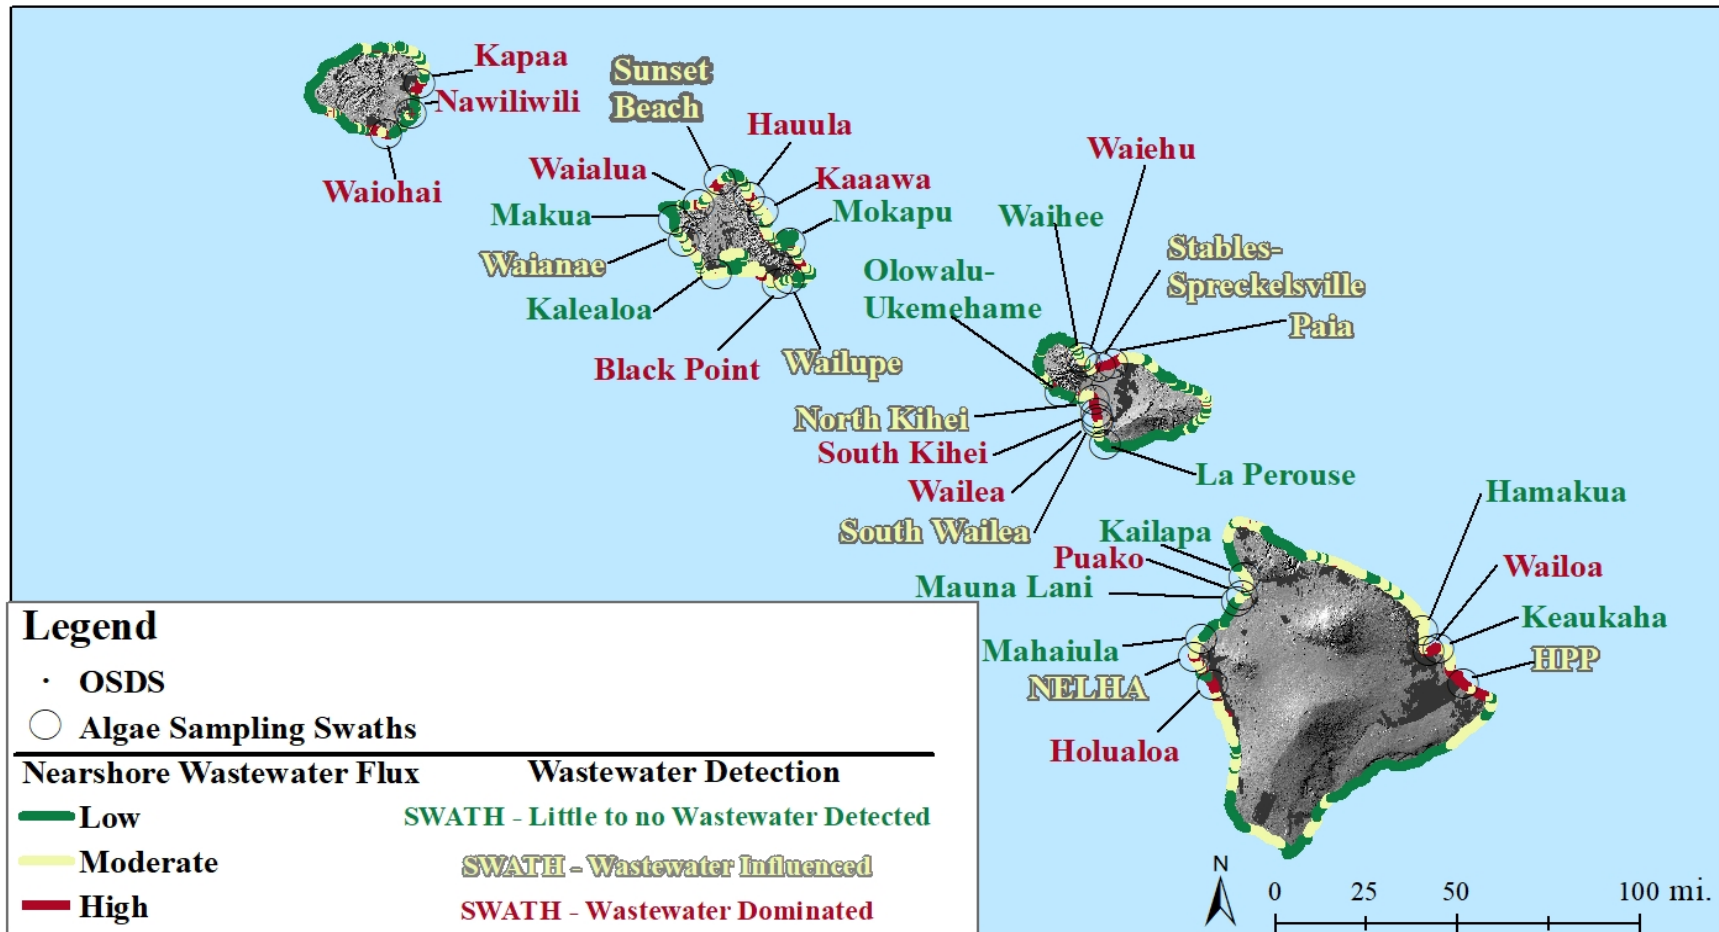 Kapaa
Nawiliwili
Waiohai
Sunset
Beach
Hauula
Waialua
Kaaawa
Makua
Mokapu
Waianae
Kalealoa
Black Point
Wailupe
Waiehu
Waihee
Stables-
Spreckelsville
Olowalu-
Ukemehame
Paia
North Kihei
South Kihei
Wailea
South Wailea
La Perouse
Hamakua
Kailapa
Puako
Wailoa
Mauna Lani
Keaukaha
Mahaiula
HPP
NELHA
Holualoa
Legend
OSDS
Algae Sampling Swaths
Nearshore Wastewater Flux
Low
Moderate
High
Wastewater Detection
SWATH - Little to no Wastewater Detected
SWATH - Wastewater Influenced
SWATH - Wastewater Dominated
N
0 25 50 100 mi.